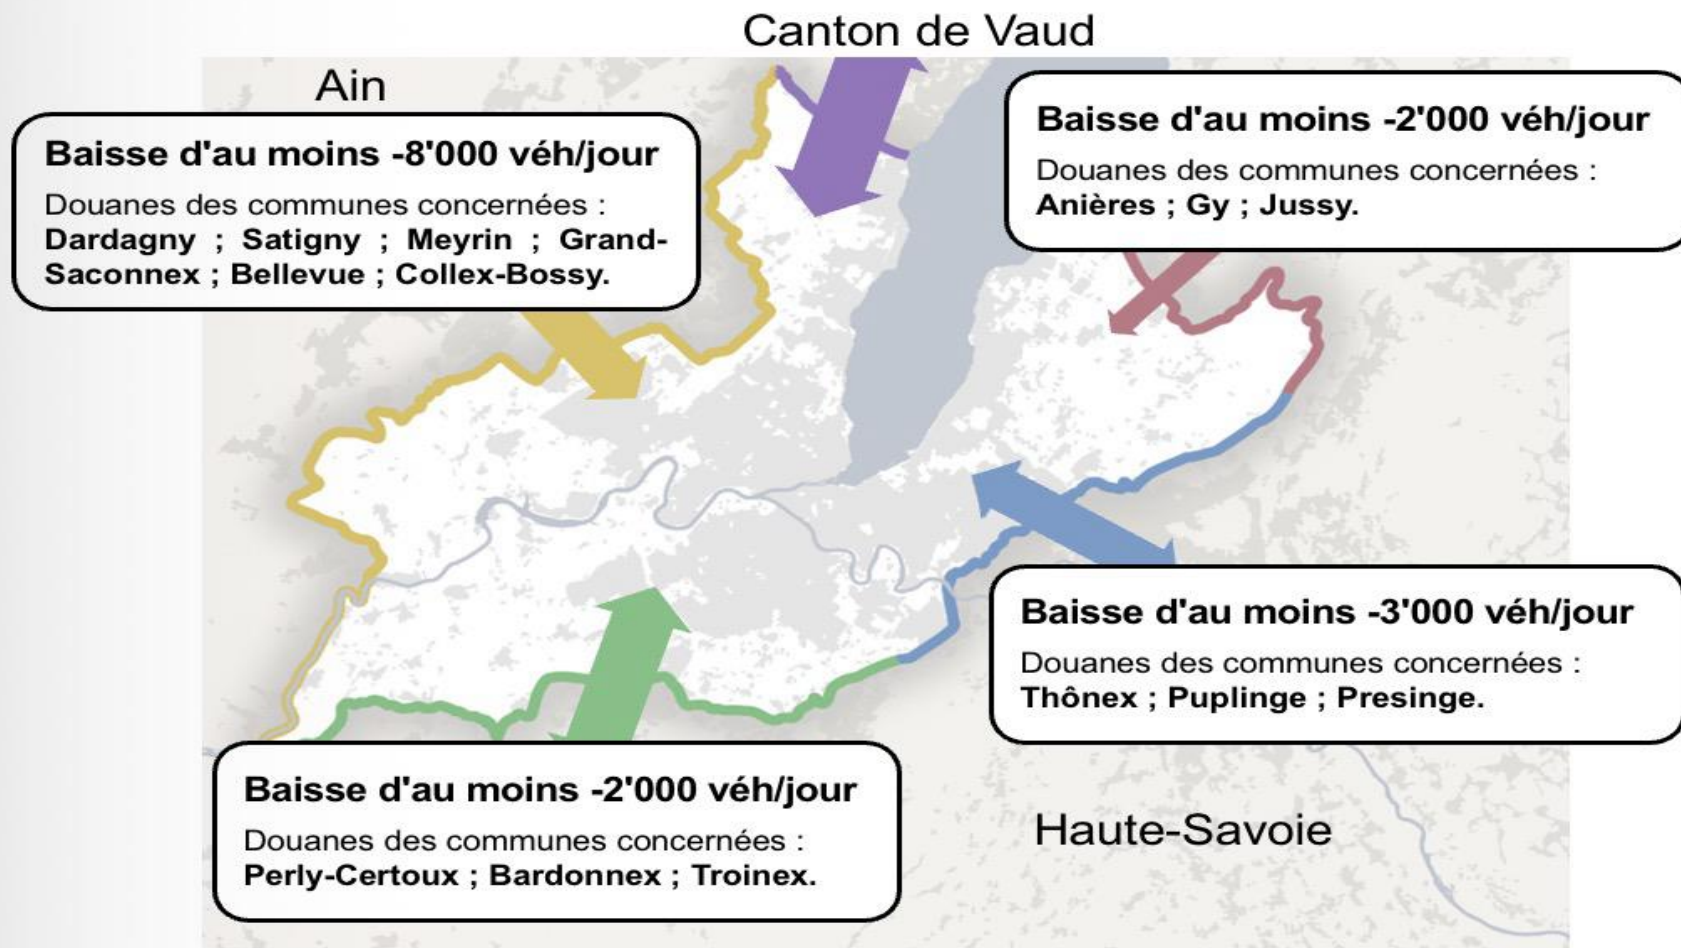 Canton de Vaud
Ain
Baisse d'au moins -8'000 véh/jour
Douanes des communes concernées :
Dardagny ; Satigny ; Meyrin ; Grand-
Saconnex ; Bellevue ; Collex-Bossy.
Baisse d'au moins -2'000 véh/jour
Douanes des communes concernées :
Anières ; Gy ; Jussy.
Baisse d'au moins -3'000 véh/jour
Douanes des communes concernées :
Thônex ; Puplinge ; Presinge.
Baisse d'au moins -2'000 véh/jour
Douanes des communes concernées :
Perly-Certoux ; Bardonnex ; Troinex.
Haute-Savoie